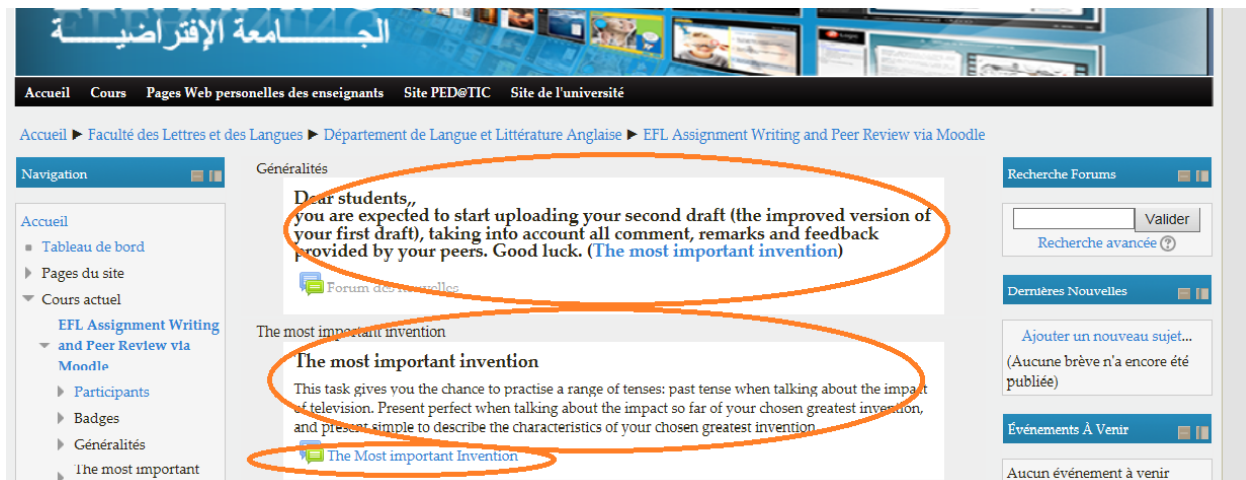 الجــــــــامعة الإفتراضيـــــــة
Accueil Cours Pages Web personelles des enseignants Site PED@TIC Site de l'université
Accueil ► Faculté des Lettres et des Langues ► Département de Langue et Littérature Anglaise ► EFL Assignment Writing and Peer Review via Moodle
Navigation
Accueil
Tableau de bord
Pages du site
Cours actuel
EFL Assignment Writing
and Peer Review via
Moodle
Participants
Badges
Généralités
The most important
Généralités
Dear students,,
you are expected to start uploading your second draft (the improved version of
your first draft), taking into account all comment, remarks and feedback
provided by your peers. Good luck. (The most important invention)
Forum des nouvelles
The most important invention
The most important invention
This task gives you the chance to practise a range of tenses: past tense when talking about the impact
of television. Present perfect when talking about the impact so far of your chosen greatest invention,
and present simple to describe the characteristics of your chosen greatest invention
The Most important Invention
Recherche Forums
Valider
Recherche avancée
Dernières Nouvelles
Ajouter un nouveau sujet...
(Aucune brève n'a encore été
publiée)
Événements À Venir
Aucun événement à venir